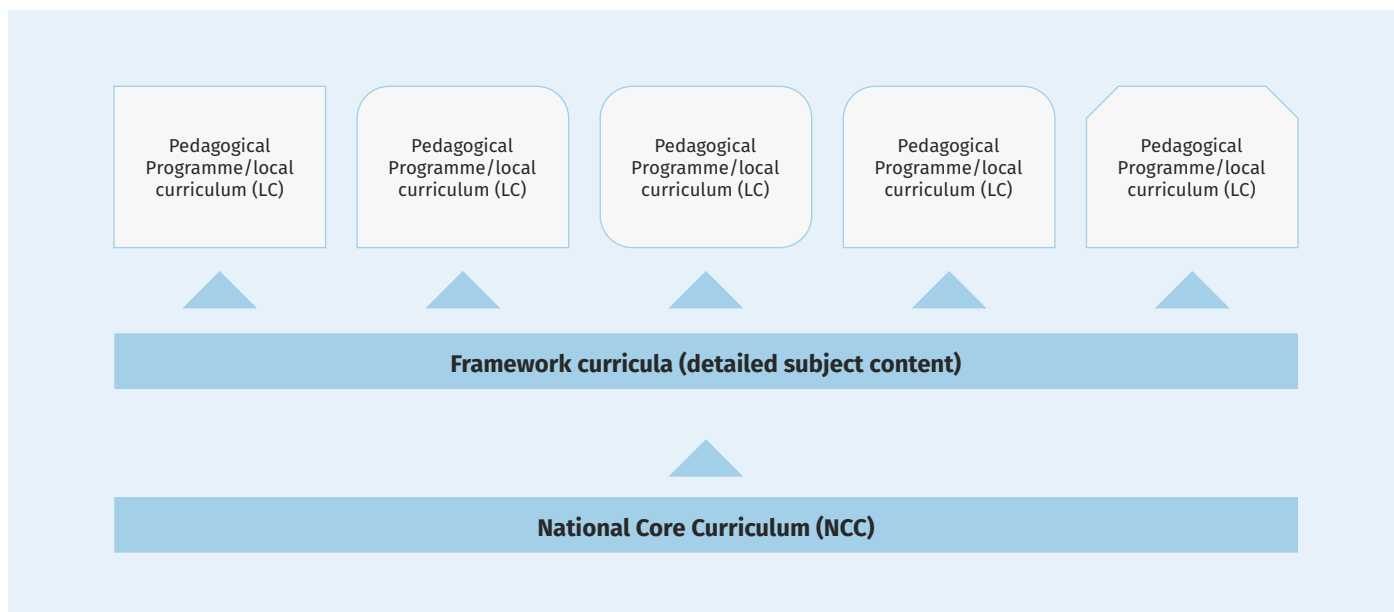 Pedagogical
Programme/local
curriculum (LC)
Pedagogical
Programme/local
curriculum (LC)
Pedagogical
Programme/local
curriculum (LC)
Pedagogical
Programme/local
curriculum (LC)
Pedagogical
Programme/local
curriculum (LC)
Framework curricula (detailed subject content)
National Core Curriculum (NCC)